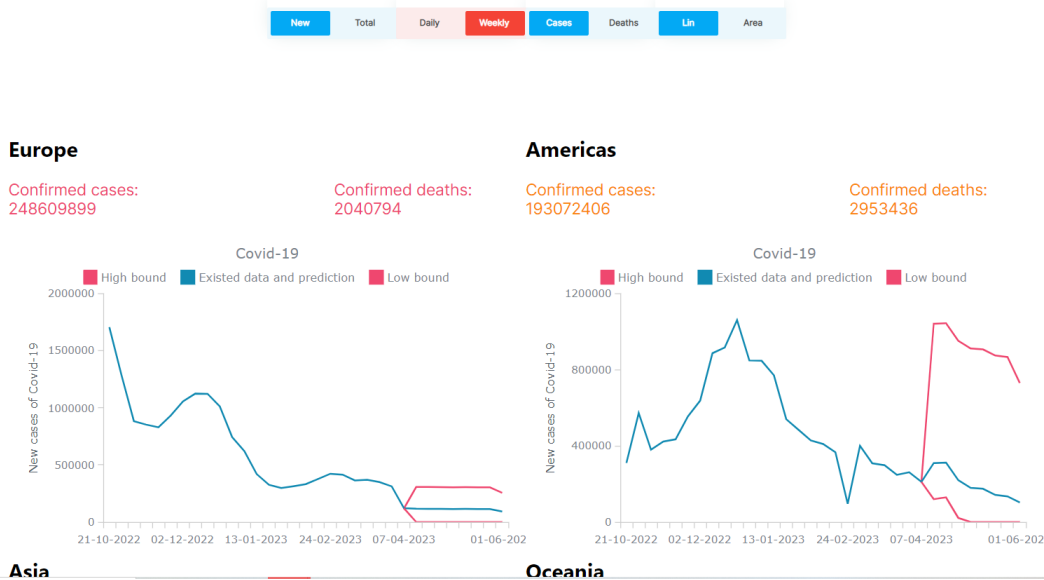 New Total Daily Weekly Cases Deaths Lin Area
Europe
Confirmed cases:
248609899
Confirmed deaths:
2040794
Covid-19
High bound Existed data and prediction Low bound
2000000
1500000
1000000
500000
0
New cases of Covid-19
21-10-2022 02-12-2022 13-01-2023 24-02-2023 07-04-2023 01-06-202
Americas
Confirmed cases:
193072406
Confirmed deaths:
2953436
Covid-19
High bound Existed data and prediction Low bound
1200000
800000
400000
0
New cases of Covid-19
21-10-2022 02-12-2022 13-01-2023 24-02-2023 07-04-2023 01-06-202
Asia
Oceania